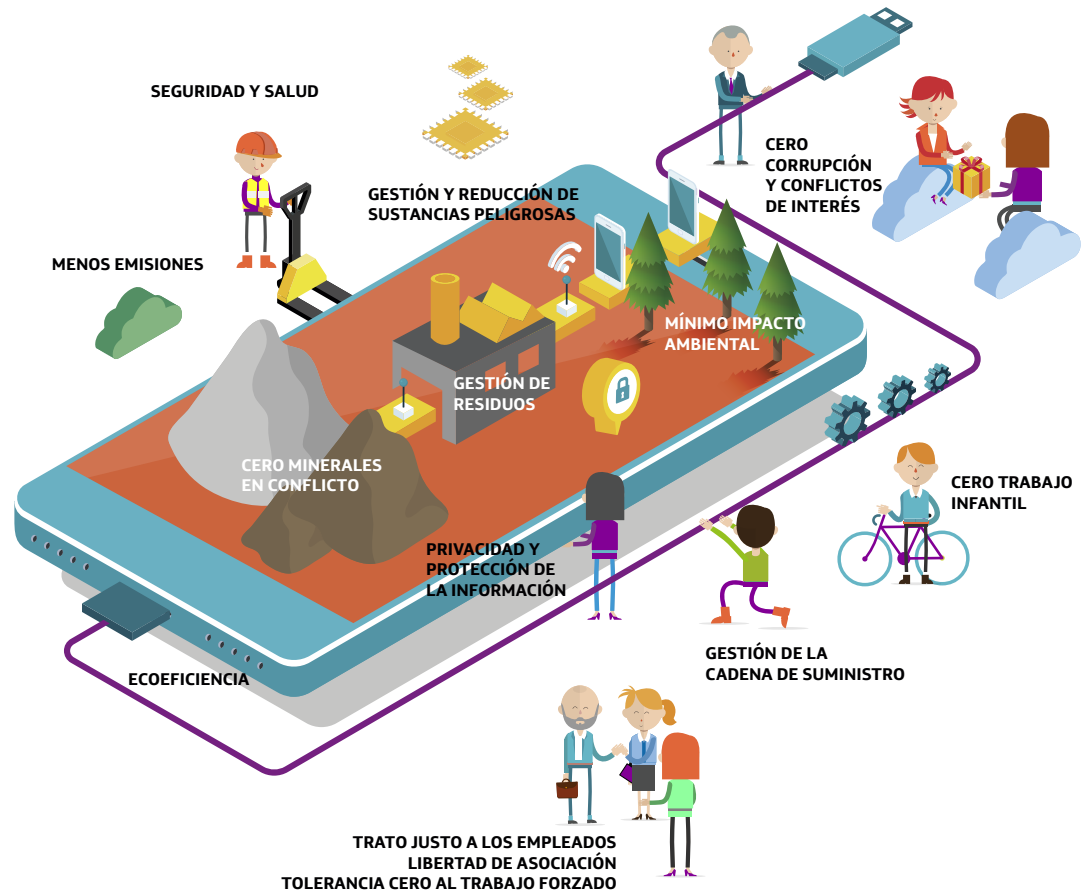 SEGURIDAD Y SALUD
CERO
CORRUPCIÓN
Y CONFLICTOS
DE INTERÉS
GESTIÓN Y REDUCCIÓN DE
SUSTANCIAS PELIGROSAS
MENOS EMISIONES
MÍNIMO IMPACTO
AMBIENTAL
GESTIÓN DE
RESIDUOS
CERO MINERALES
EN CONFLICTO
CERO TRABAJO
INFANTIL
PRIVACIDAD Y
PROTECCIÓN DE
LA INFORMACIÓN
GESTIÓN DE LA
CADENA DE SUMINISTRO
ECOEFICIENCIA
TRATO JUSTO A LOS EMPLEADOS
LIBERTAD DE ASOCIACIÓN
TOLERANCIA CERO AL TRABAJO FORZADO